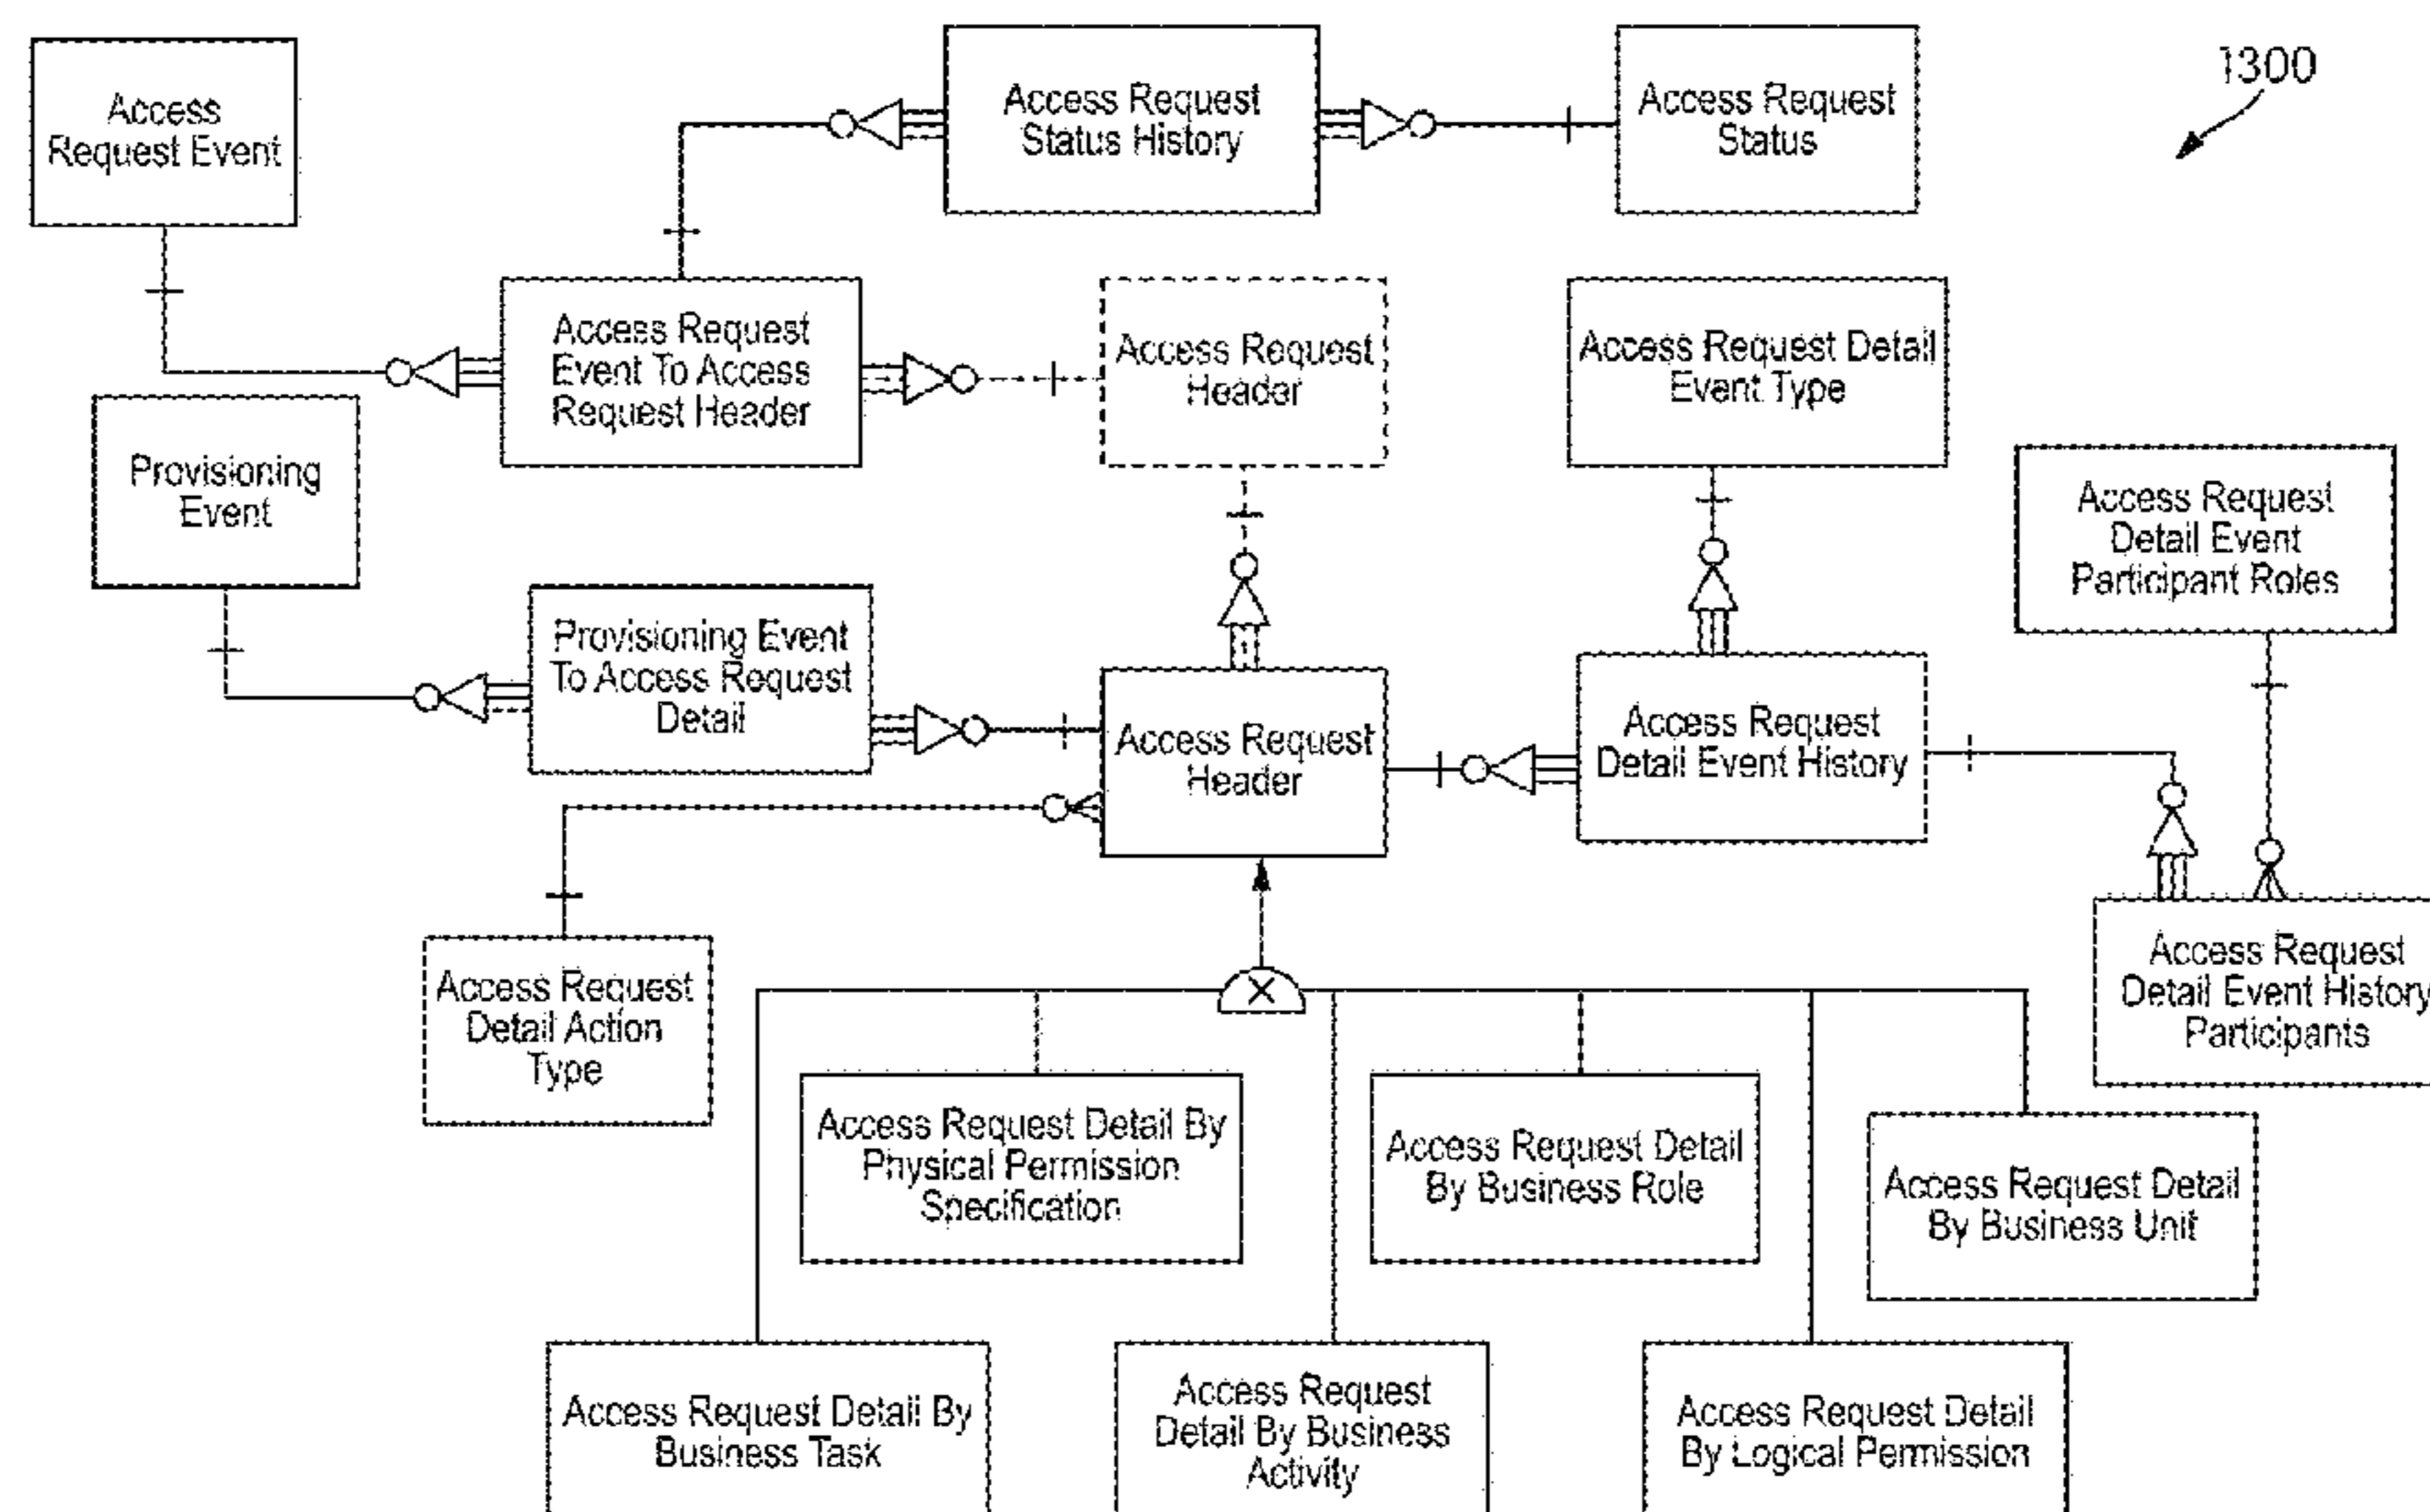 1300
Access
Request Event
Access Request
Status History
Access Request
Status
Access Request
Event To Access
Request Header
Access Request
Header
Access Request Detail
Event Type
Provisioning
Event
Access Request
Detail Event
Participant Roles
Provisioning Event
To Access Request
Detail
Access Request
Header
Access Request
Detail Event History
Access Request
Detail Action
Type
Access Request
Detail Event History
Participants
Access Request Detail By
Physical Permission
Specification
Access Request Detail
By Business Role
Access Request Detail
By Business Unit
Access Request Detail By
Business Task
Access Request
Detail By Business
Activity
Access Request Detail
By Logical Permission